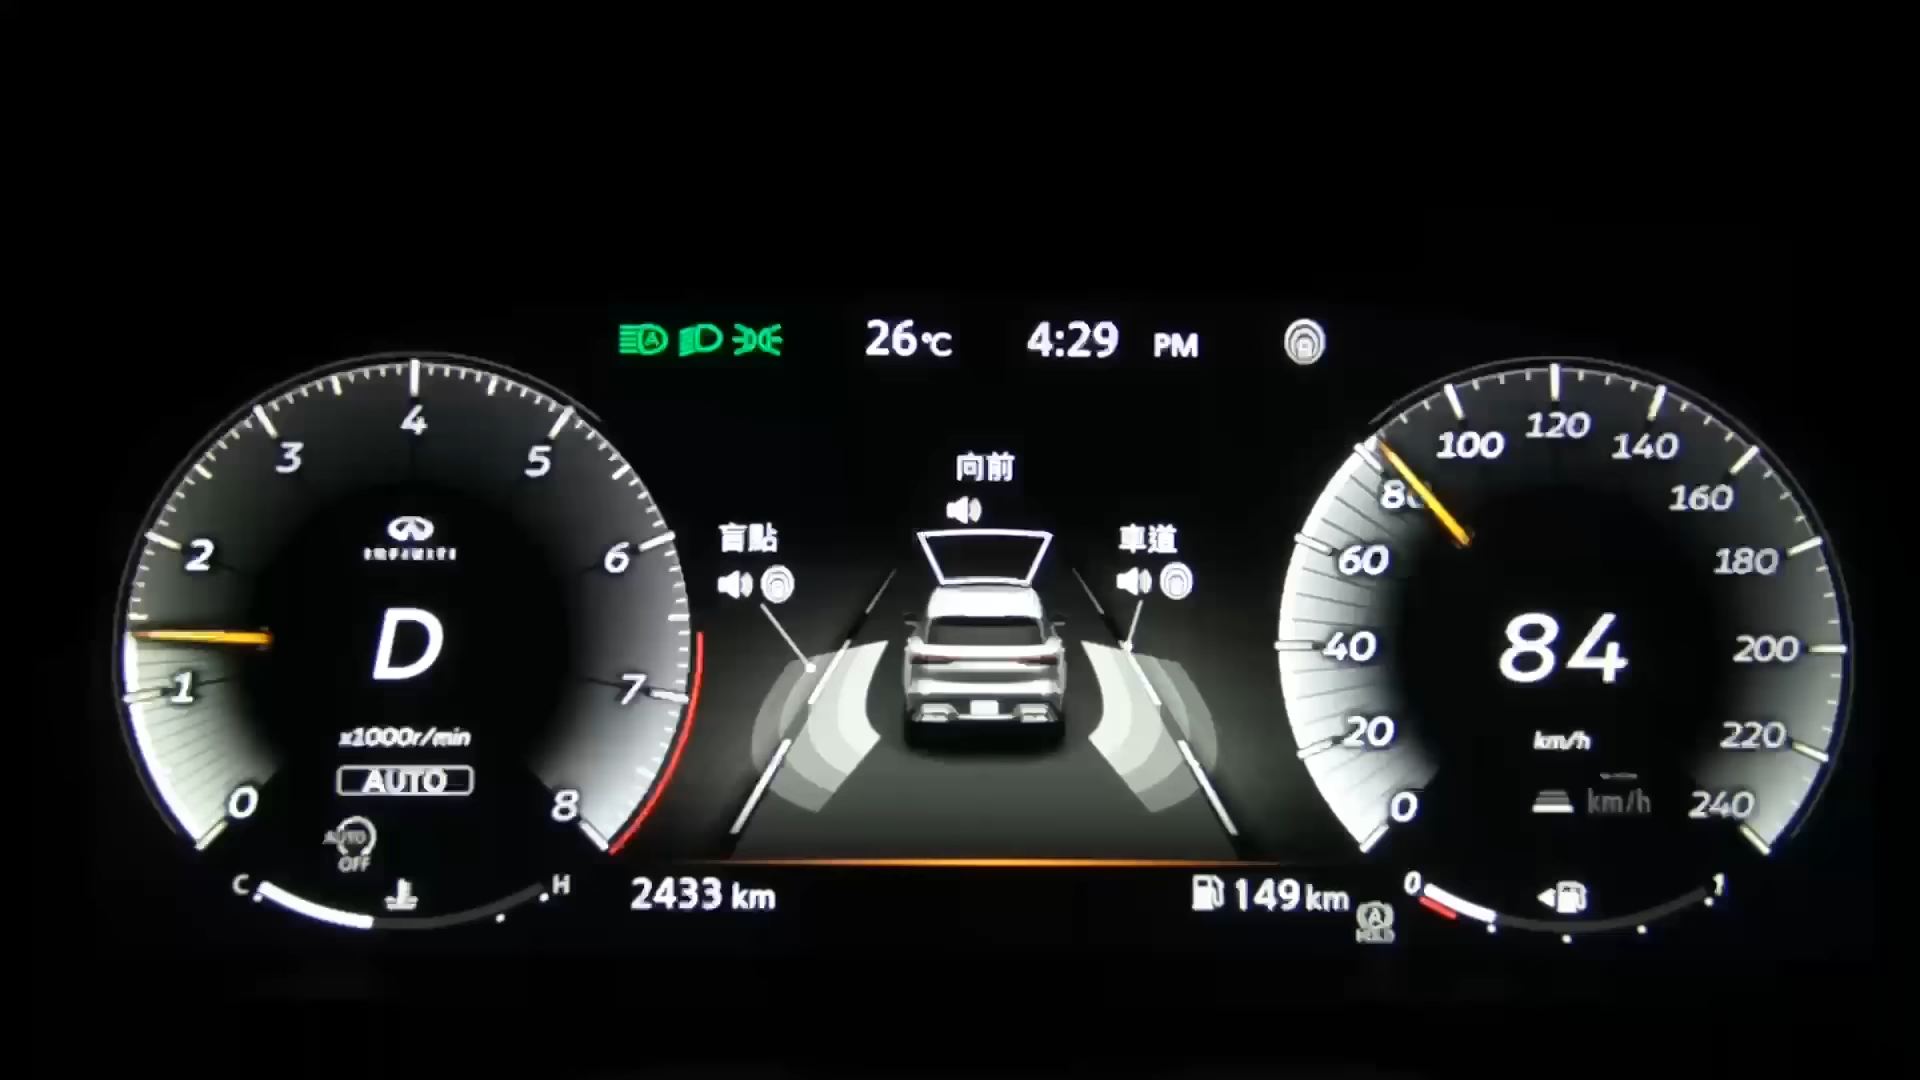 26°C 4:29 PM
向前
盲點
車道
0 1 2 3 4 5 6 7 8
INFINITI
D
x1000r/min
AUTO
AUTO
OFF
0 20 40 60 80 100 120 140 160 180 200 220 240
84
km/h
km/h
C H
2433 km
149 km
A
HOLD
0 1